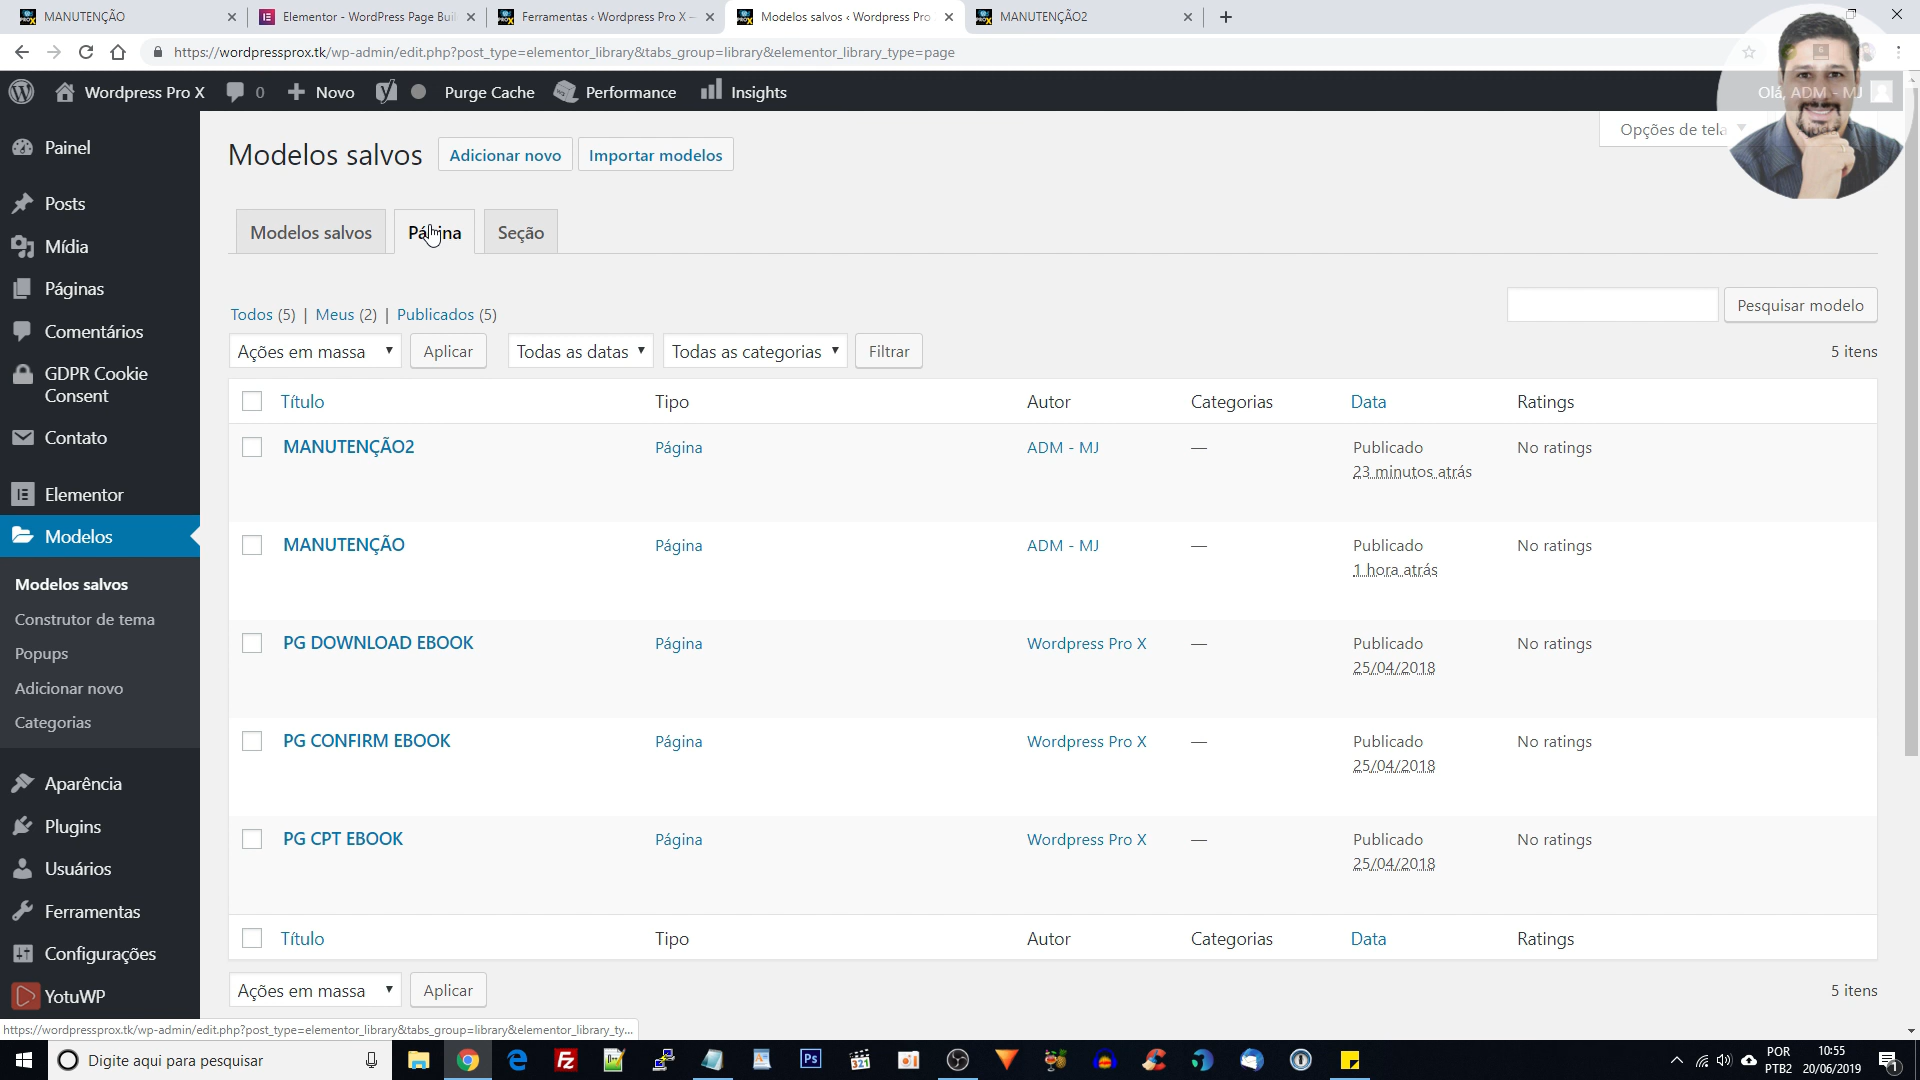 MANUTENÇÃO
Elementor - WordPress Page Buil
Ferramentas ‹ Wordpress Pro X —
Modelos salvos ‹ Wordpress Pro
MANUTENÇÃO2
https://wordpressprox.tk/wp-admin/edit.php?post_type=elementor_library&tabs_group=library&elementor_library_type=page
Wordpress Pro X
0
Novo
Purge Cache
Performance
Insights
Olá, ADM - MJ
Painel
Posts
Mídia
Páginas
Comentários
GDPR Cookie
Consent
Contato
Elementor
Modelos
Modelos salvos
Construtor de tema
Popups
Adicionar novo
Categorias
Aparência
Plugins
Usuários
Ferramentas
Configurações
YotuWP
Opções de tela
Modelos salvos
Adicionar novo
Importar modelos
Modelos salvos
Página
Seção
Todos (5) | Meus (2) | Publicados (5)
Pesquisar modelo
Ações em massa
Aplicar
Todas as datas
Todas as categorias
Filtrar
5 itens
Título Tipo Autor Categorias Data Ratings
MANUTENÇÃO2 Página ADM - MJ — Publicado No ratings
23 minutos atrás
MANUTENÇÃO Página ADM - MJ — Publicado No ratings
1 hora atrás
PG DOWNLOAD EBOOK Página Wordpress Pro X — Publicado No ratings
25/04/2018
PG CONFIRM EBOOK Página Wordpress Pro X — Publicado No ratings
25/04/2018
PG CPT EBOOK Página Wordpress Pro X — Publicado No ratings
25/04/2018
Título Tipo Autor Categorias Data Ratings
Ações em massa
Aplicar
5 itens
https://wordpressprox.tk/wp-admin/edit.php?post_type=elementor_library&tabs_group=library&elementor_library_ty...
Digite aqui para pesquisar
POR
PTB2
10:55
20/06/2019